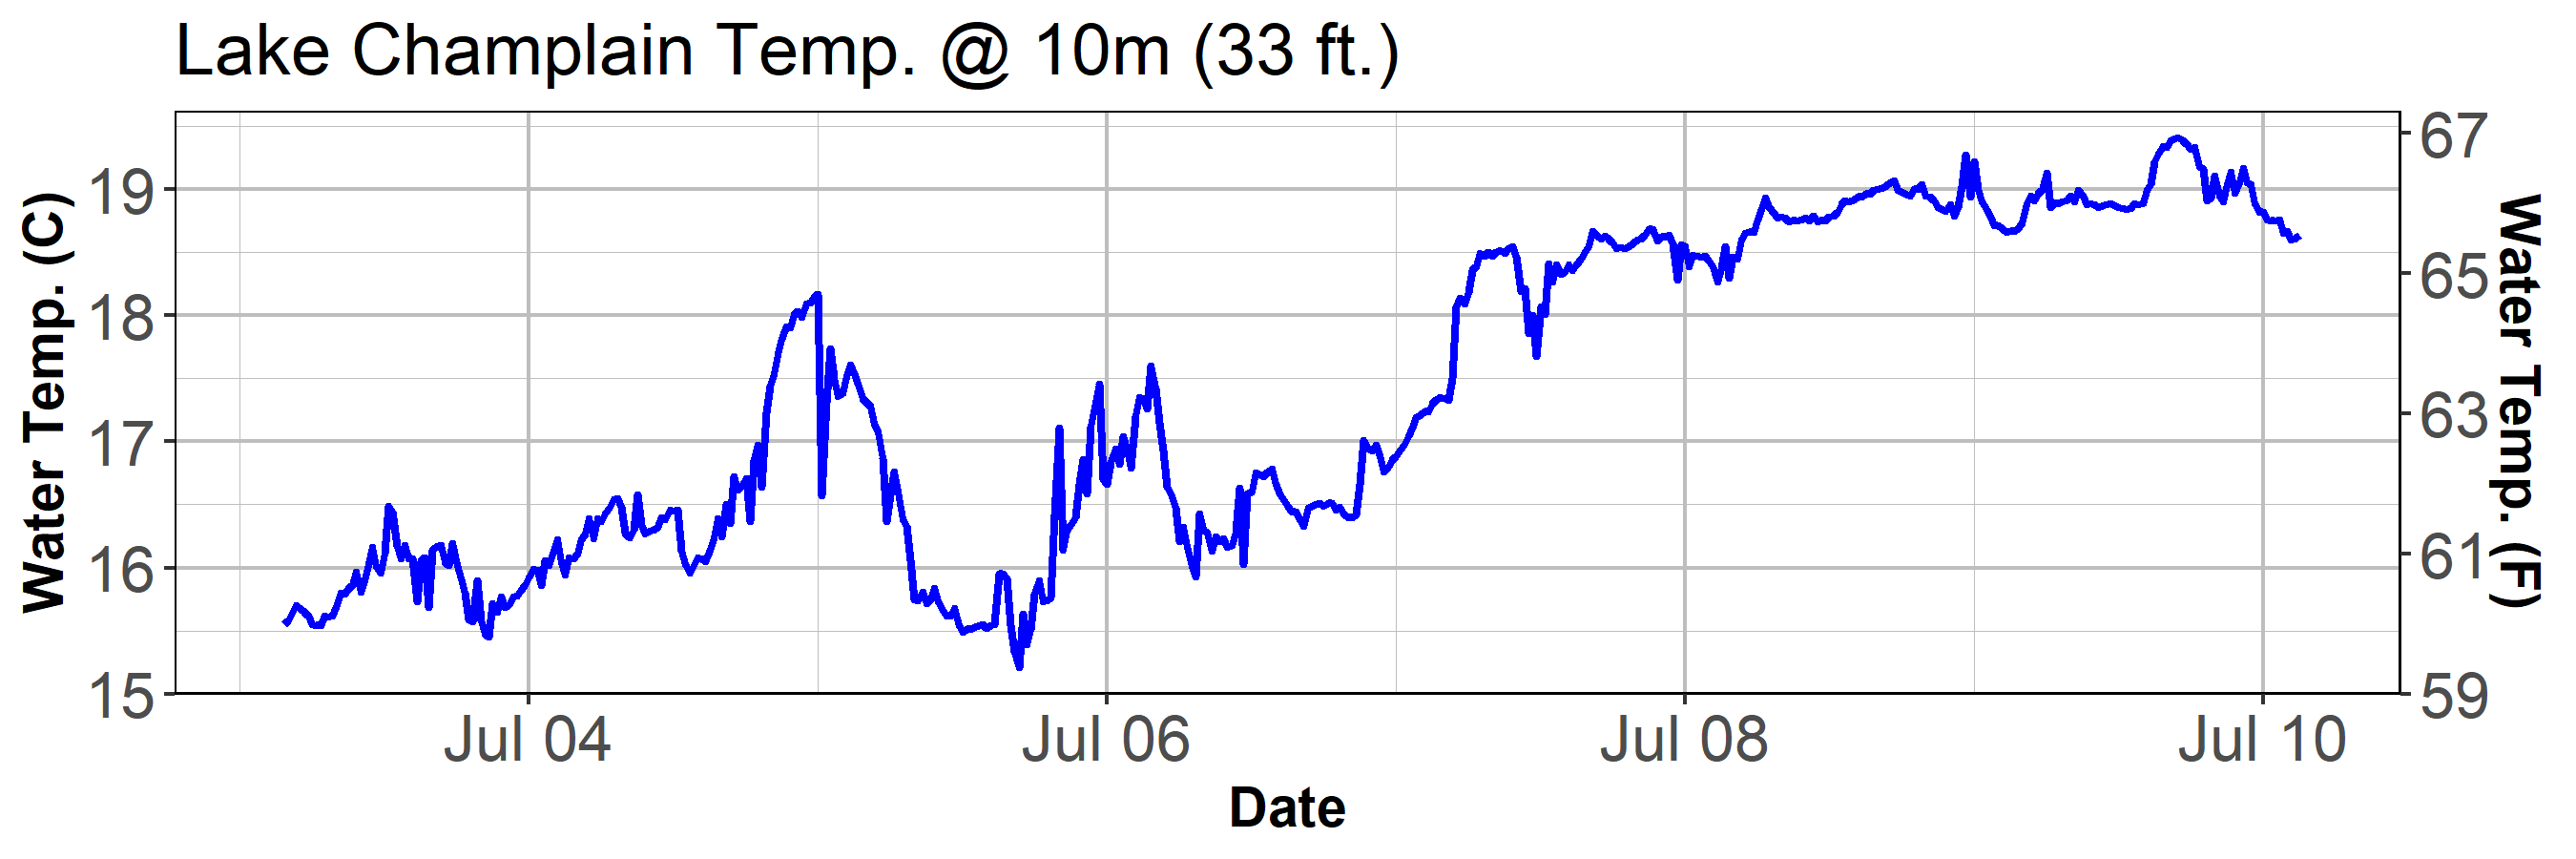 Lake Champlain Temp. @ 10m (33 ft.)
Water Temp. (C)
19
18
17
16
15
67
65
63
61
59
Water Temp. (F)
Jul 04 Jul 06 Jul 08 Jul 10
Date